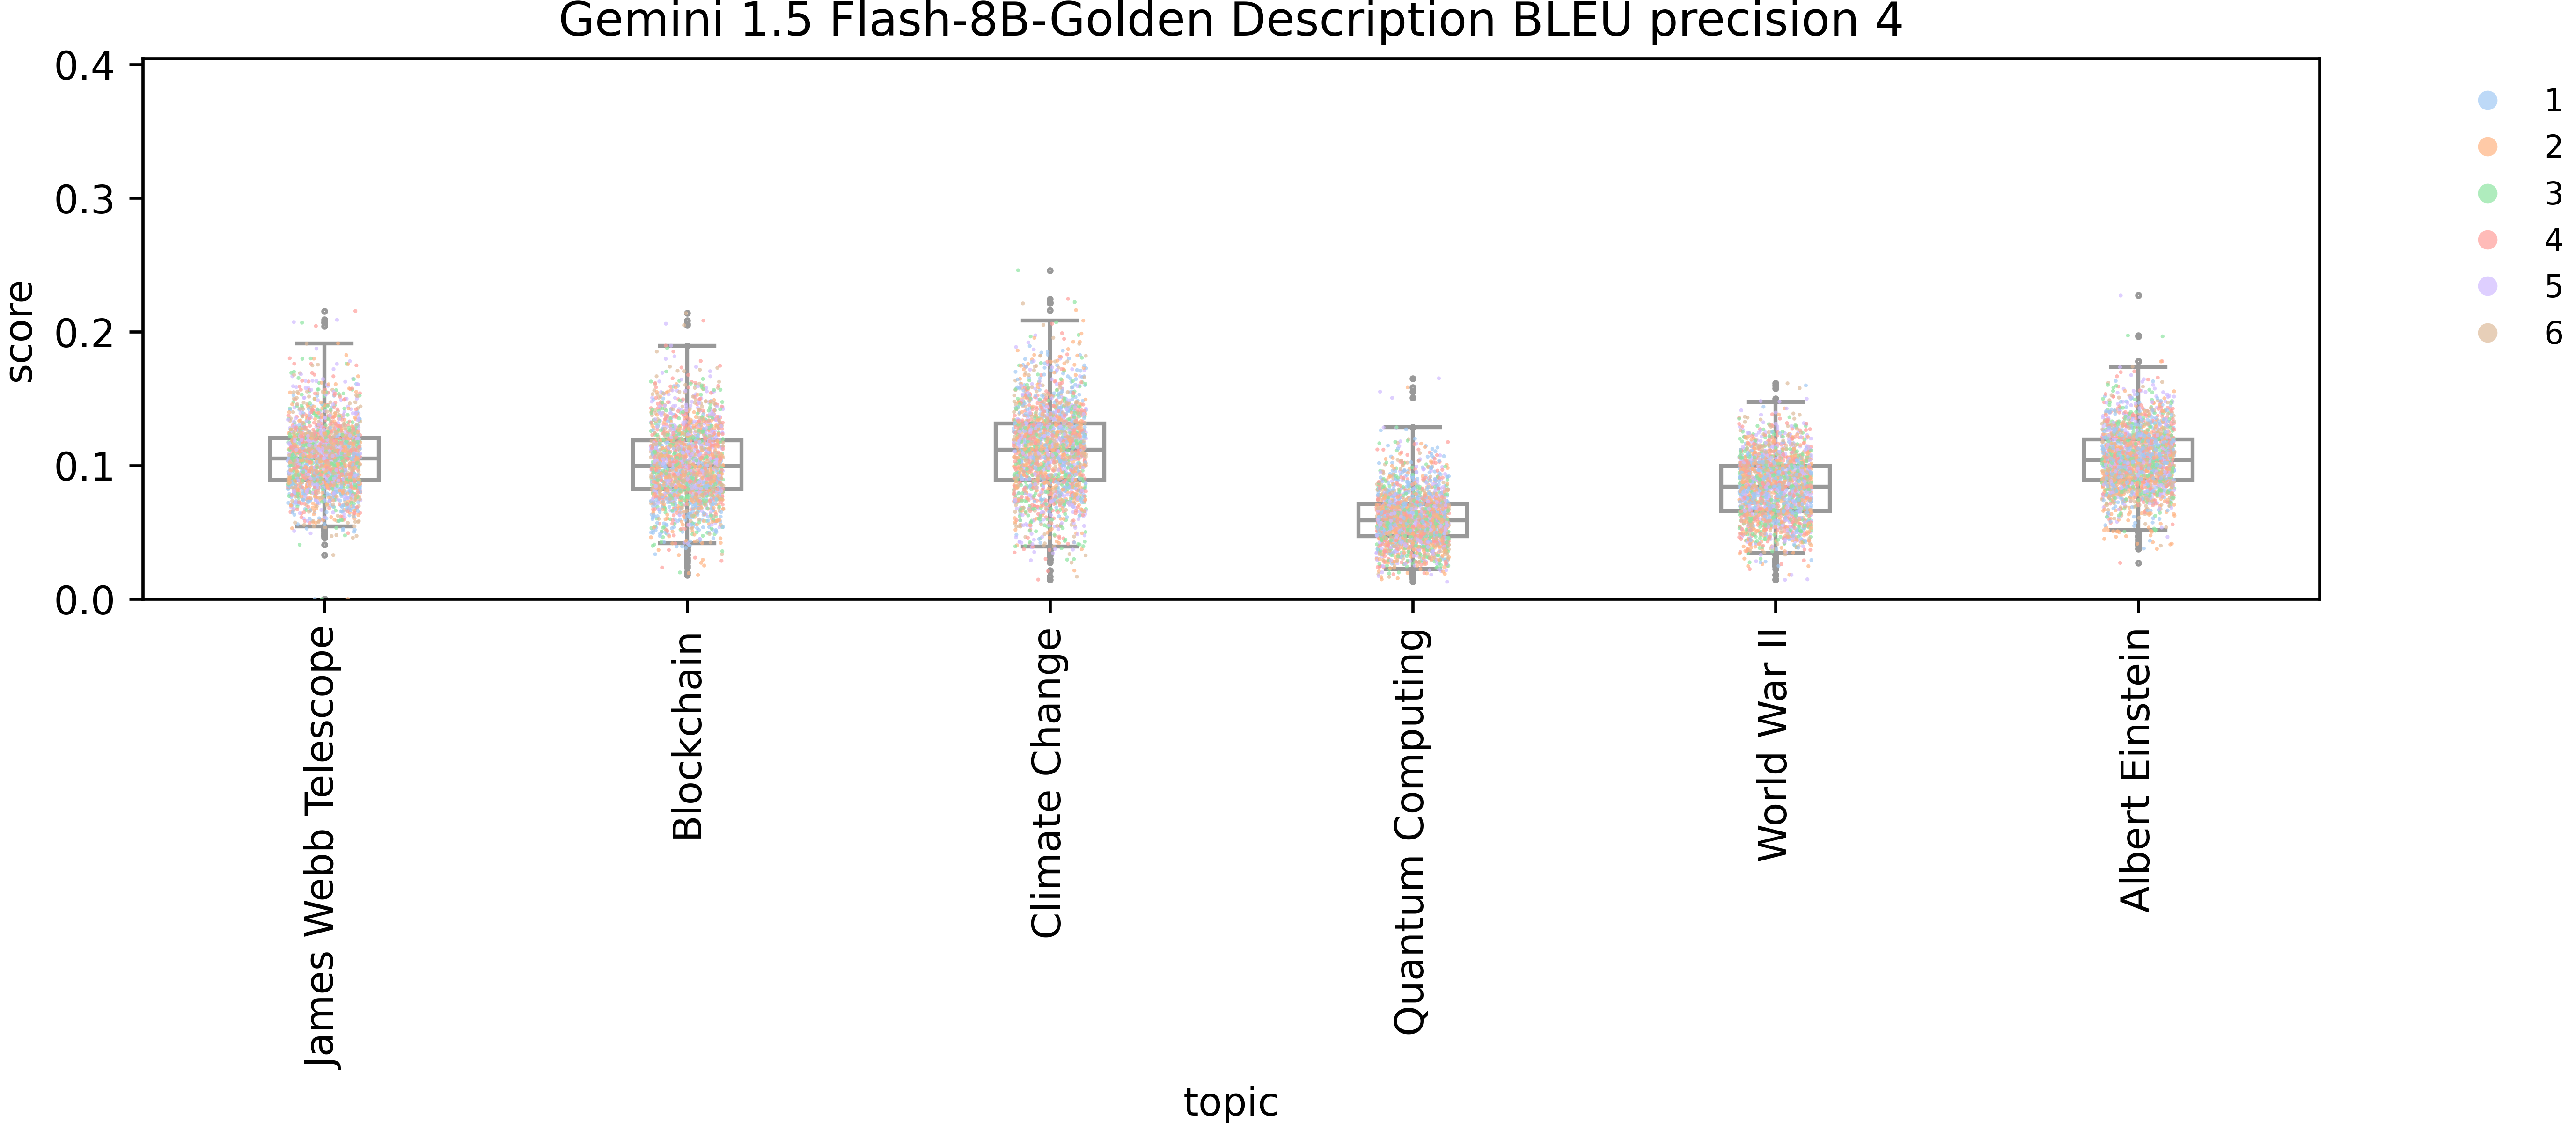 Gemini 1.5 Flash-8B-Golden Description BLEU precision 4
0.4
0.3
0.2
0.1
0.0
score
1
2
3
4
5
6
James Webb Telescope
Blockchain
Climate Change
Quantum Computing
World War II
Albert Einstein
topic